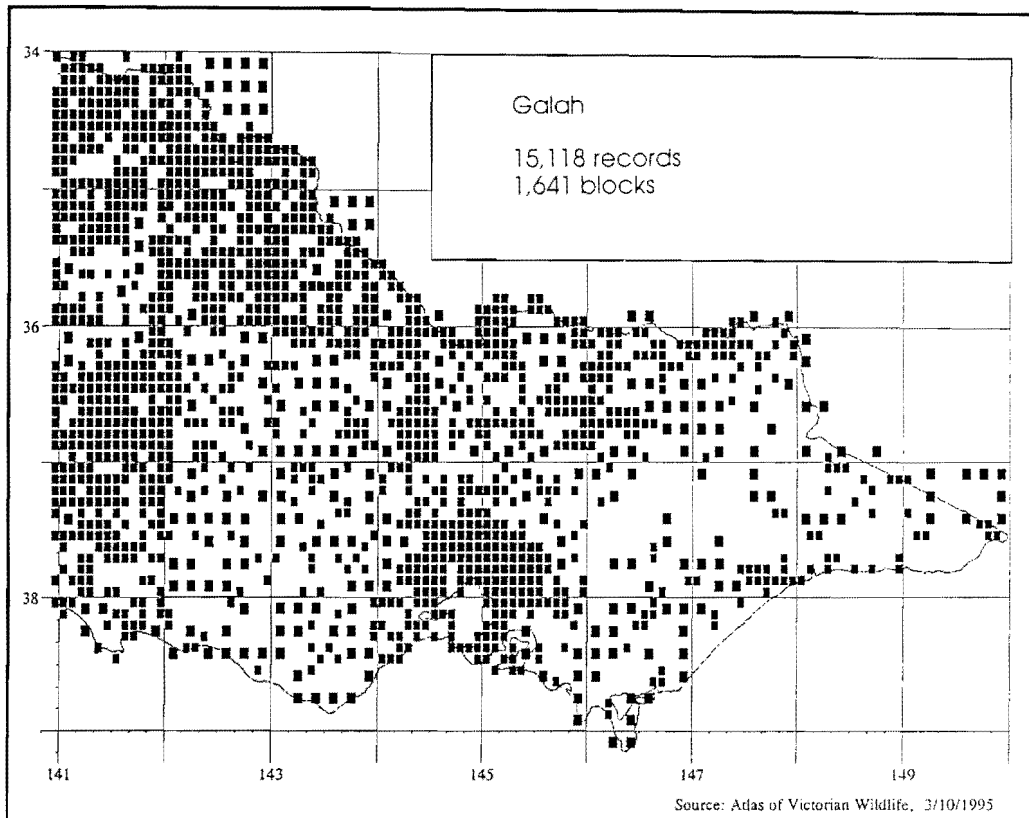 34
Galah
15,118 records
1,641 blocks
36
38
141 143 145 147 149
Source: Atlas of Victorian Wildlife, 3/10/1995